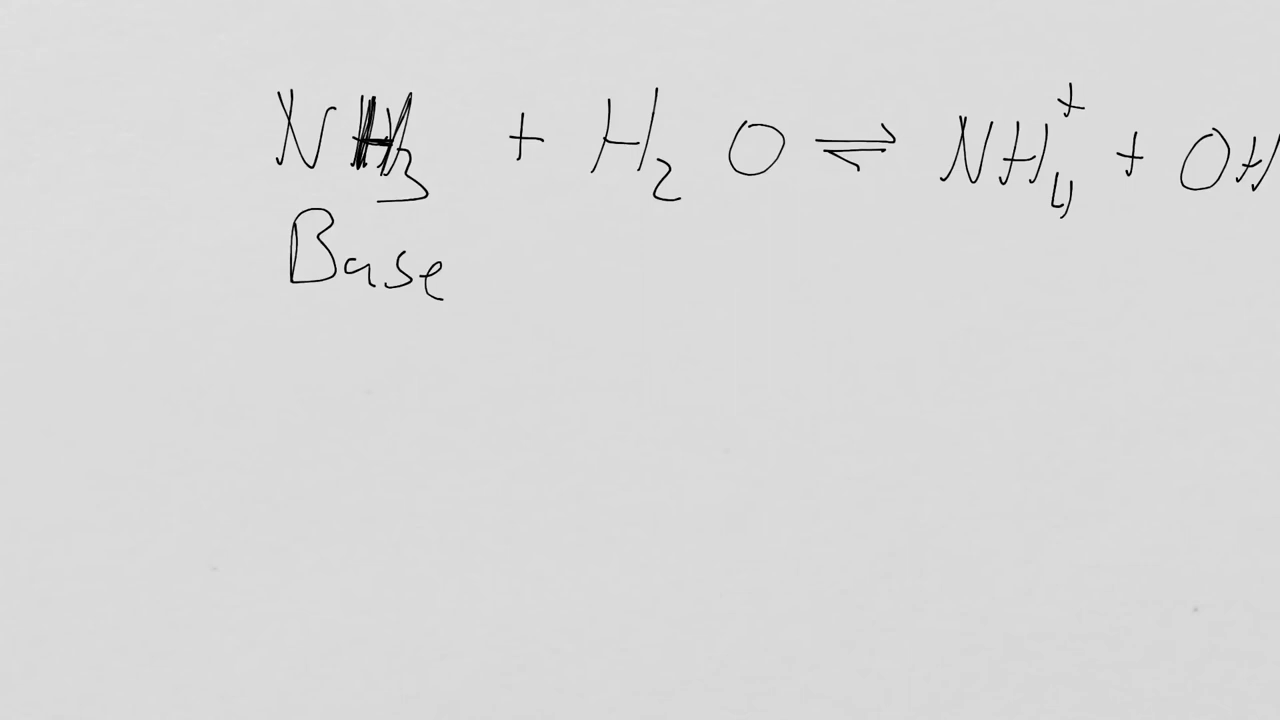 NH₃ + H₂O ⇌ NH₄⁺ + OH
Base